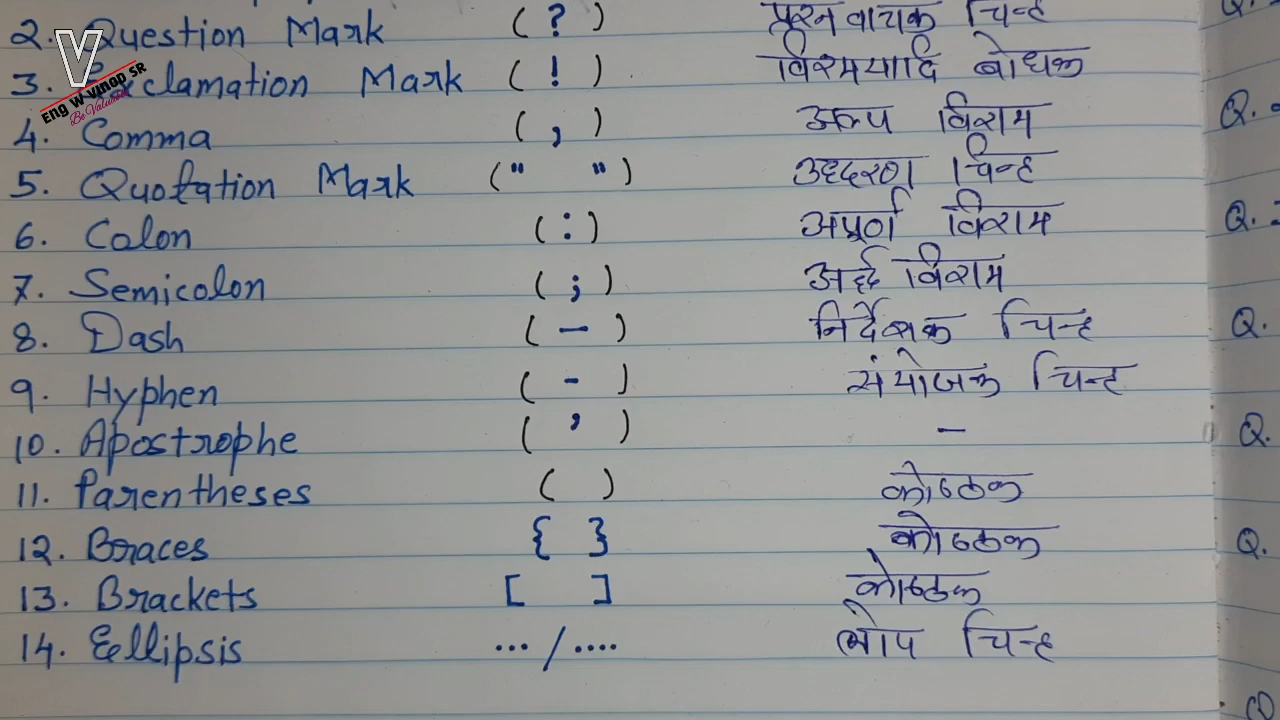 2. Question Mark ( ? ) प्रश्न वाचक चिन्ह
3. Exclamation Mark ( ! ) विस्मयादि बोधक
V
Eng W Vinod SR
4. Comma ( , ) अल्प विराम
5. Quotation Mark (" ") उद्दरण चिन्ह
6. Colon ( : ) अपूर्ण विराम
7. Semicolon ( ; ) अर्द्द विराम
8. Dash ( – ) निर्देशक चिन्ह
9. Hyphen ( - ) संयोजक चिन्ह
10. Apostrophe ( ’ ) –
11. Parentheses ( ) कोष्ठक
12. Braces { } कोष्ठक
13. Brackets [ ] कोष्ठक
14. Ellipsis ... / .... लोप चिन्ह
Q.
Q.
Q.
Q.
Q.
Q.